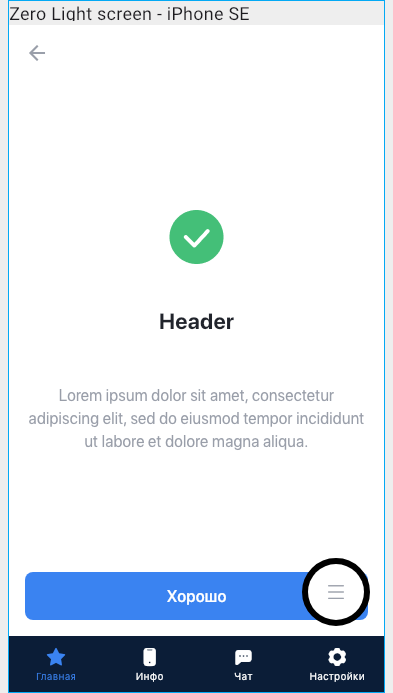 Zero Light screen - iPhone SE
Header
Lorem ipsum dolor sit amet, consectetur
adipiscing elit, sed do eiusmod tempor incididunt
ut labore et dolore magna aliqua.
Хорошо
Главная Инфо Чат Настройки